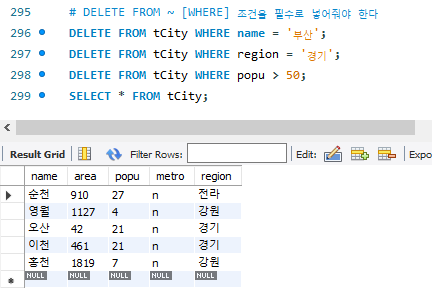 295 # DELETE FROM ~ [WHERE] 조건을 필수로 넣어줘야 한다
296 DELETE FROM tCity WHERE name = '부산';
297 DELETE FROM tCity WHERE region = '경기';
298 DELETE FROM tCity WHERE popu > 50;
299 SELECT * FROM tCity;
Result Grid Filter Rows: Edit: Expo
name area popu metro region
순천 910 27 n 전라
영월 1127 4 n 강원
오산 42 21 n 경기
이천 461 21 n 경기
홍천 1819 7 n 강원
NULL NULL NULL NULL NULL